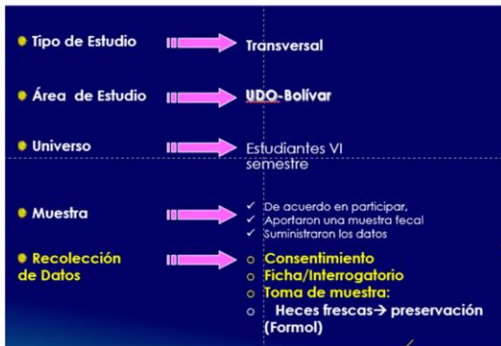 Tipo de Estudio
Transversal
Área de Estudio
UDO-Bolívar
Universo
Estudiantes VI
semestre
Muestra
✓ De acuerdo en participar,
✓ Aportaron una muestra fecal
✓ Suministraron los datos
Recolección
de Datos
o Consentimiento
o Ficha/Interrogatorio
o Toma de muestra:
o Heces frescas→ preservación
(Formol)